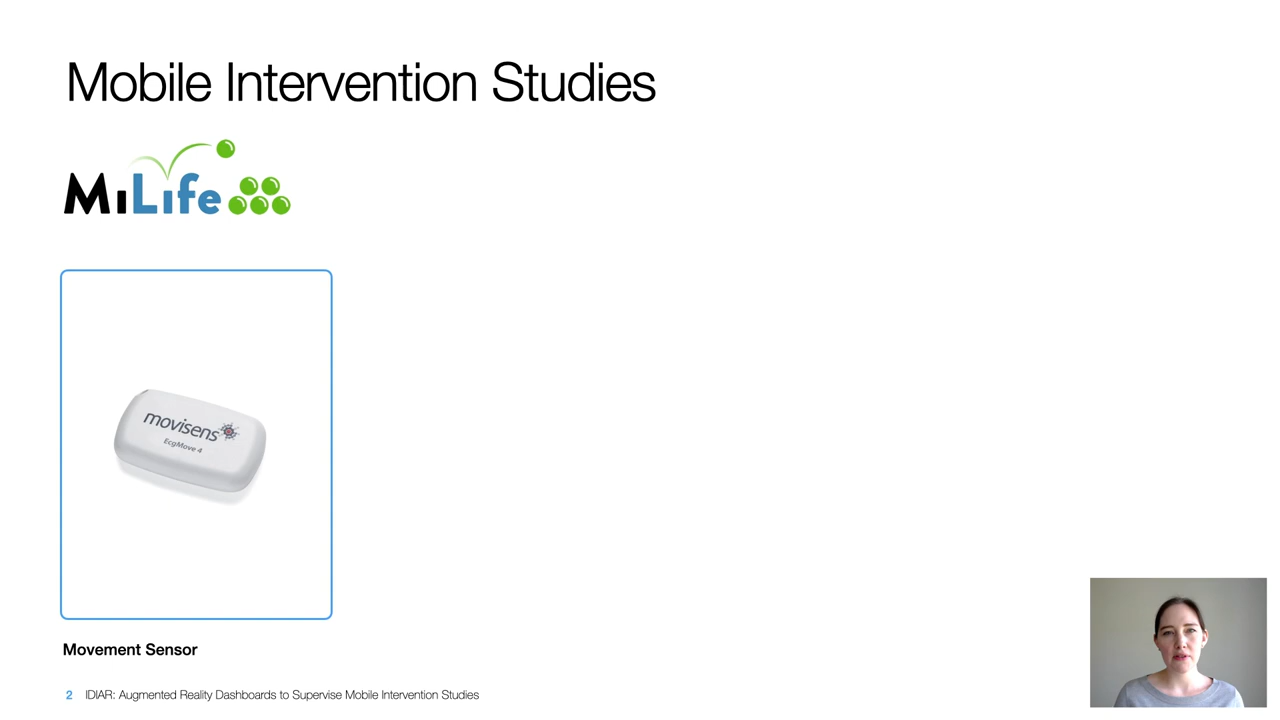 Mobile Intervention Studies
MiLife
movisens
EcgMove 4
Movement Sensor
2 IDIAR: Augmented Reality Dashboards to Supervise Mobile Intervention Studies